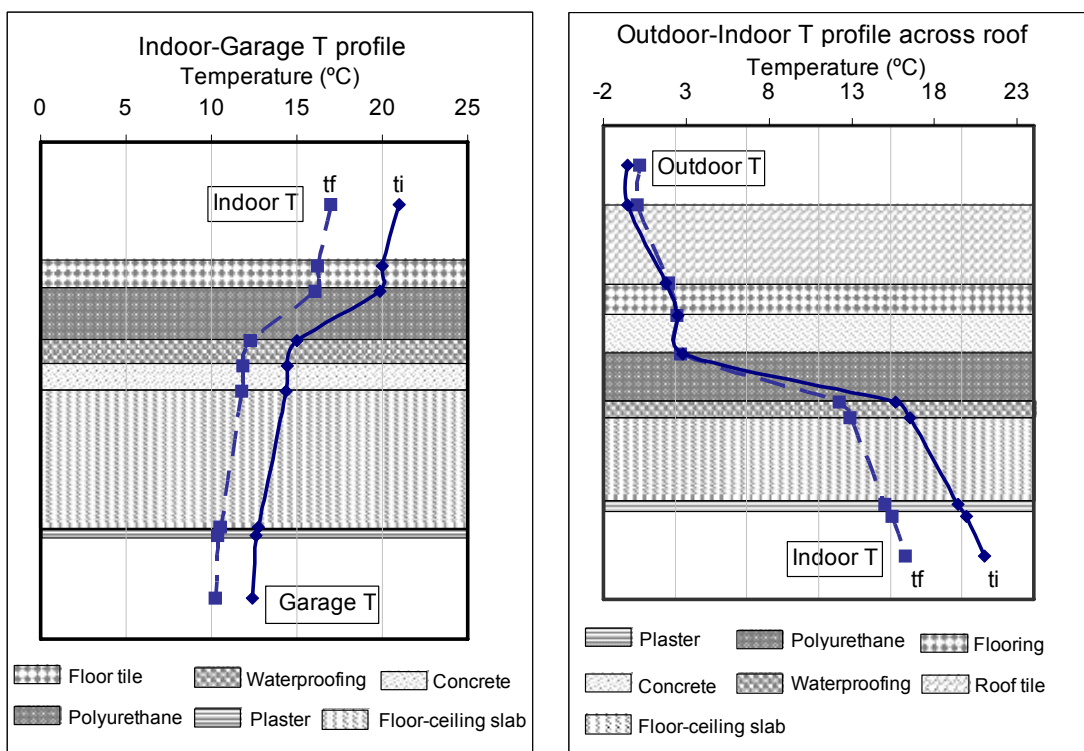 Indoor-Garage T profile
Temperature (ºC)
0 5 10 15 20 25
Indoor T
tf
ti
Garage T
Floor tile
Waterproofing
Concrete
Polyurethane
Plaster
Floor-ceiling slab
Outdoor-Indoor T profile across roof
Temperature (ºC)
-2 3 8 13 18 23
Outdoor T
Indoor T
tf
ti
Plaster
Polyurethane
Flooring
Concrete
Waterproofing
Roof tile
Floor-ceiling slab